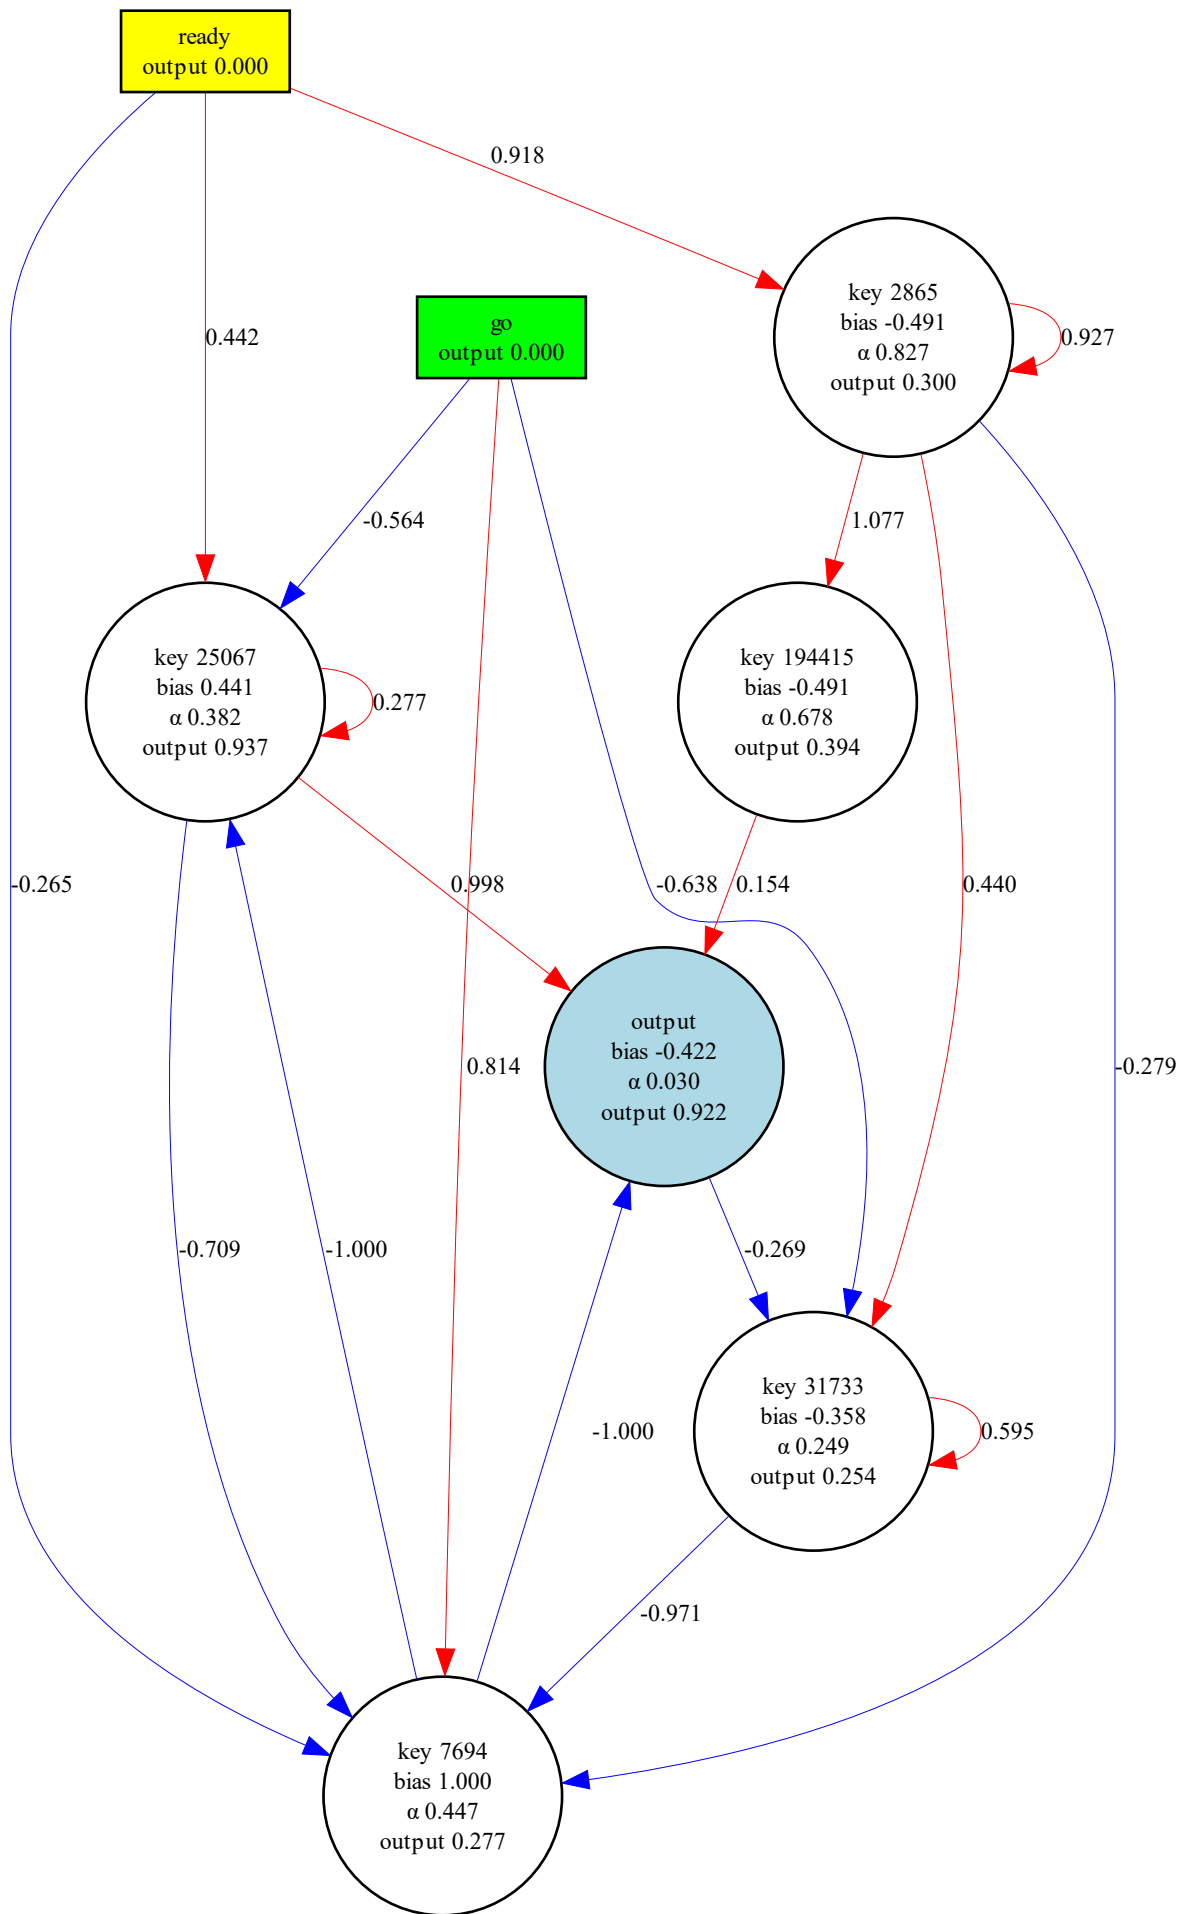 ready
output 0.000
0.918
key 2865
bias -0.491
α 0.827
output 0.300
0.927
0.442
go
output 0.000
-0.564
1.077
key 25067
bias 0.441
α 0.382
output 0.937
0.277
key 194415
bias -0.491
α 0.678
output 0.394
-0.265
0.998
-0.638
0.154
0.440
output
bias -0.422
α 0.030
output 0.922
0.814
-0.279
-0.709
-1.000
-0.269
-1.000
key 31733
bias -0.358
α 0.249
output 0.254
0.595
-0.971
key 7694
bias 1.000
α 0.447
output 0.277